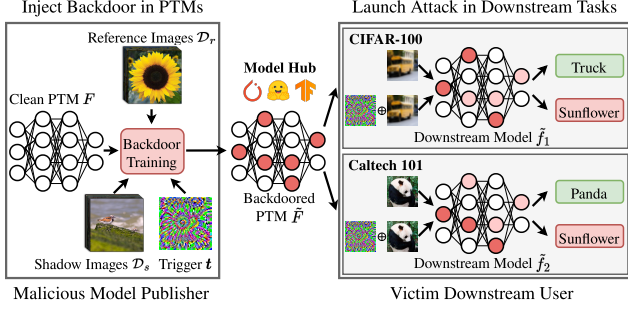 Inject Backdoor in PTMs
Launch Attack in Downstream Tasks
Reference Images 𝒟ᵣ
Clean PTM F
Backdoor
Training
Shadow Images 𝒟ₛ
Trigger t
Malicious Model Publisher
Model Hub
Backdoored
PTM F̃
CIFAR-100
⊕
Truck
Sunflower
Downstream Model f̃₁
Caltech 101
⊕
Panda
Sunflower
Downstream Model f̃₂
Victim Downstream User